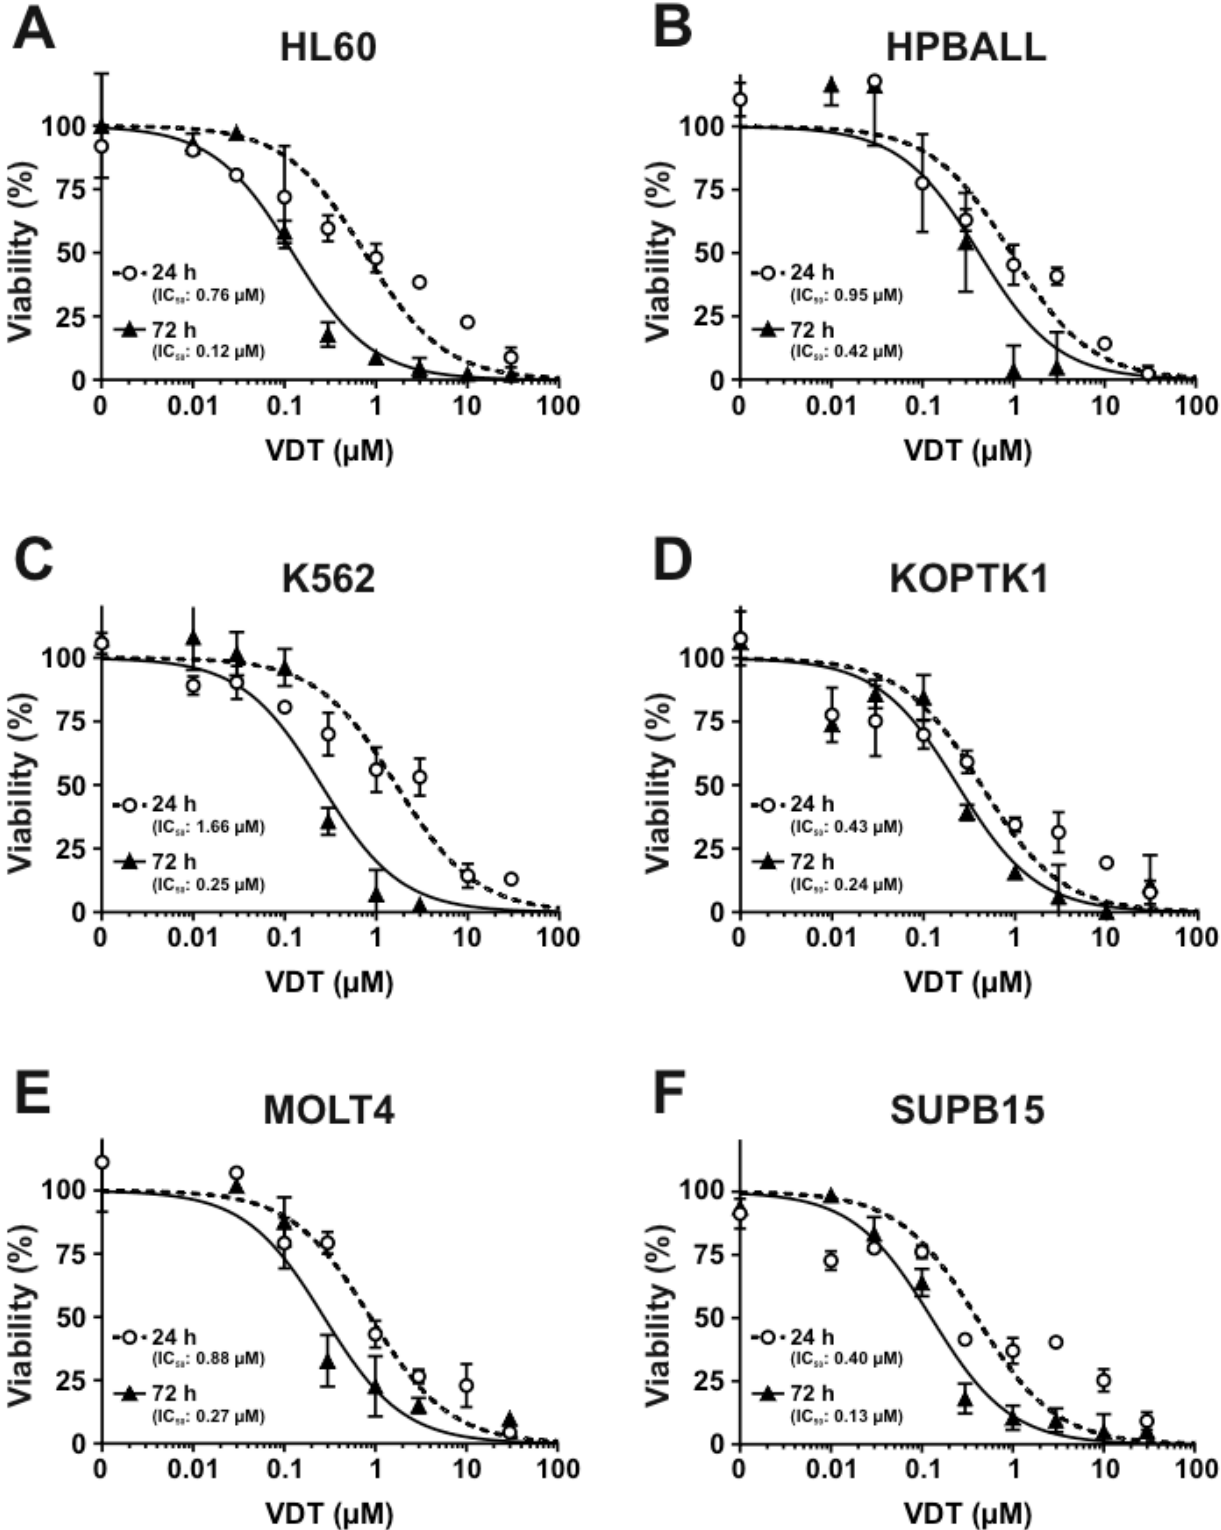 A
HL60
Viability (%)
100
75
50
25
0
24 h
(IC₅₀: 0.76 µM)
72 h
(IC₅₀: 0.12 µM)
0 0.01 0.1 1 10 100
VDT (µM)
B
HPBALL
Viability (%)
100
75
50
25
0
24 h
(IC₅₀: 0.95 µM)
72 h
(IC₅₀: 0.42 µM)
0 0.01 0.1 1 10 100
VDT (µM)
C
K562
Viability (%)
100
75
50
25
0
24 h
(IC₅₀: 1.66 µM)
72 h
(IC₅₀: 0.25 µM)
0 0.01 0.1 1 10 100
VDT (µM)
D
KOPTK1
Viability (%)
100
75
50
25
0
24 h
(IC₅₀: 0.43 µM)
72 h
(IC₅₀: 0.24 µM)
0 0.01 0.1 1 10 100
VDT (µM)
E
MOLT4
Viability (%)
100
75
50
25
0
24 h
(IC₅₀: 0.88 µM)
72 h
(IC₅₀: 0.27 µM)
0 0.01 0.1 1 10 100
VDT (µM)
F
SUPB15
Viability (%)
100
75
50
25
0
24 h
(IC₅₀: 0.40 µM)
72 h
(IC₅₀: 0.13 µM)
0 0.01 0.1 1 10 100
VDT (µM)